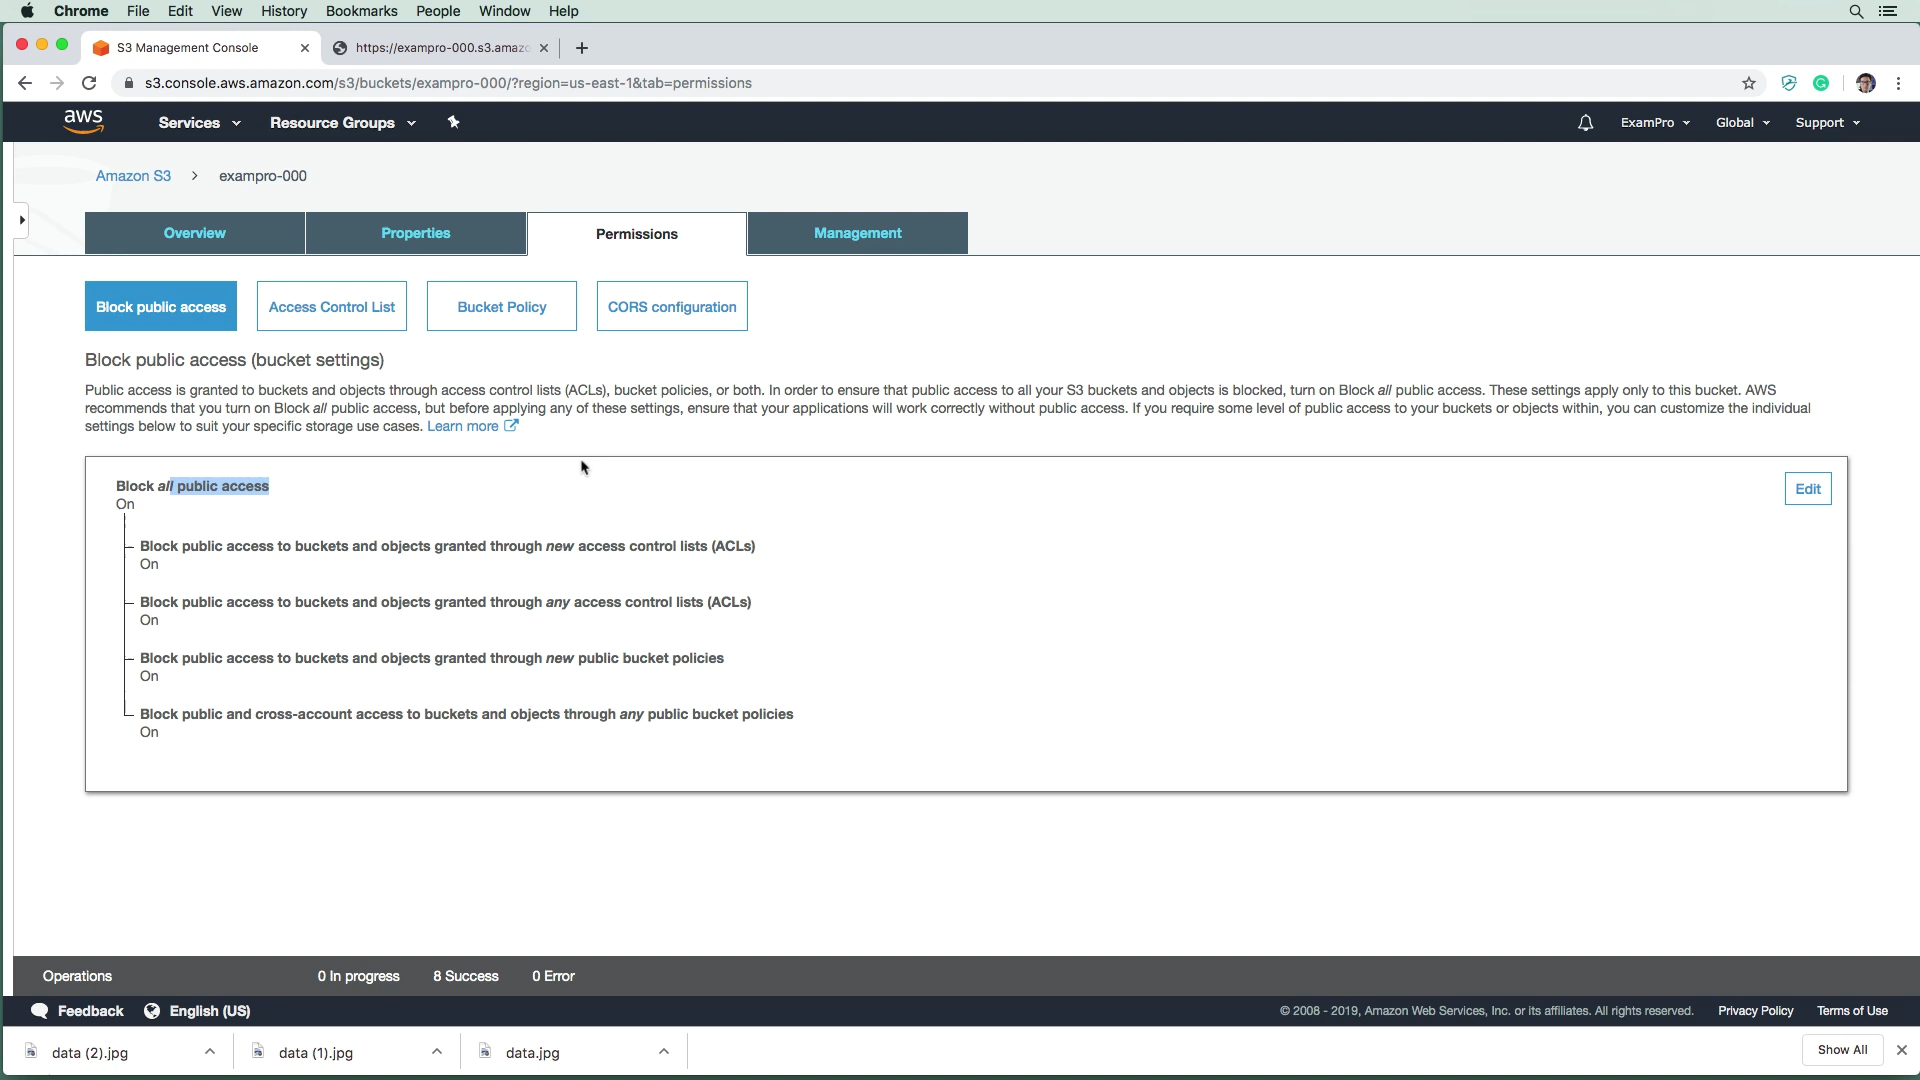 Chrome File Edit View History Bookmarks People Window Help
S3 Management Console
https://exampro-000.s3.amazo
s3.console.aws.amazon.com/s3/buckets/exampro-000/?region=us-east-1&tab=permissions
aws Services Resource Groups ExamPro Global Support
Amazon S3 > exampro-000
Overview Properties Permissions Management
Block public access Access Control List Bucket Policy CORS configuration
Block public access (bucket settings)
Public access is granted to buckets and objects through access control lists (ACLs), bucket policies, or both. In order to ensure that public access to all your S3 buckets and objects is blocked, turn on Block all public access. These settings apply only to this bucket. AWS
recommends that you turn on Block all public access, but before applying any of these settings, ensure that your applications will work correctly without public access. If you require some level of public access to your buckets or objects within, you can customize the individual
settings below to suit your specific storage use cases. Learn more
Block all public access
On
Edit
Block public access to buckets and objects granted through new access control lists (ACLs)
On
Block public access to buckets and objects granted through any access control lists (ACLs)
On
Block public access to buckets and objects granted through new public bucket policies
On
Block public and cross-account access to buckets and objects through any public bucket policies
On
Operations 0 In progress 8 Success 0 Error
Feedback English (US) © 2008 - 2019, Amazon Web Services, Inc. or its affiliates. All rights reserved. Privacy Policy Terms of Use
data (2).jpg data (1).jpg data.jpg Show All